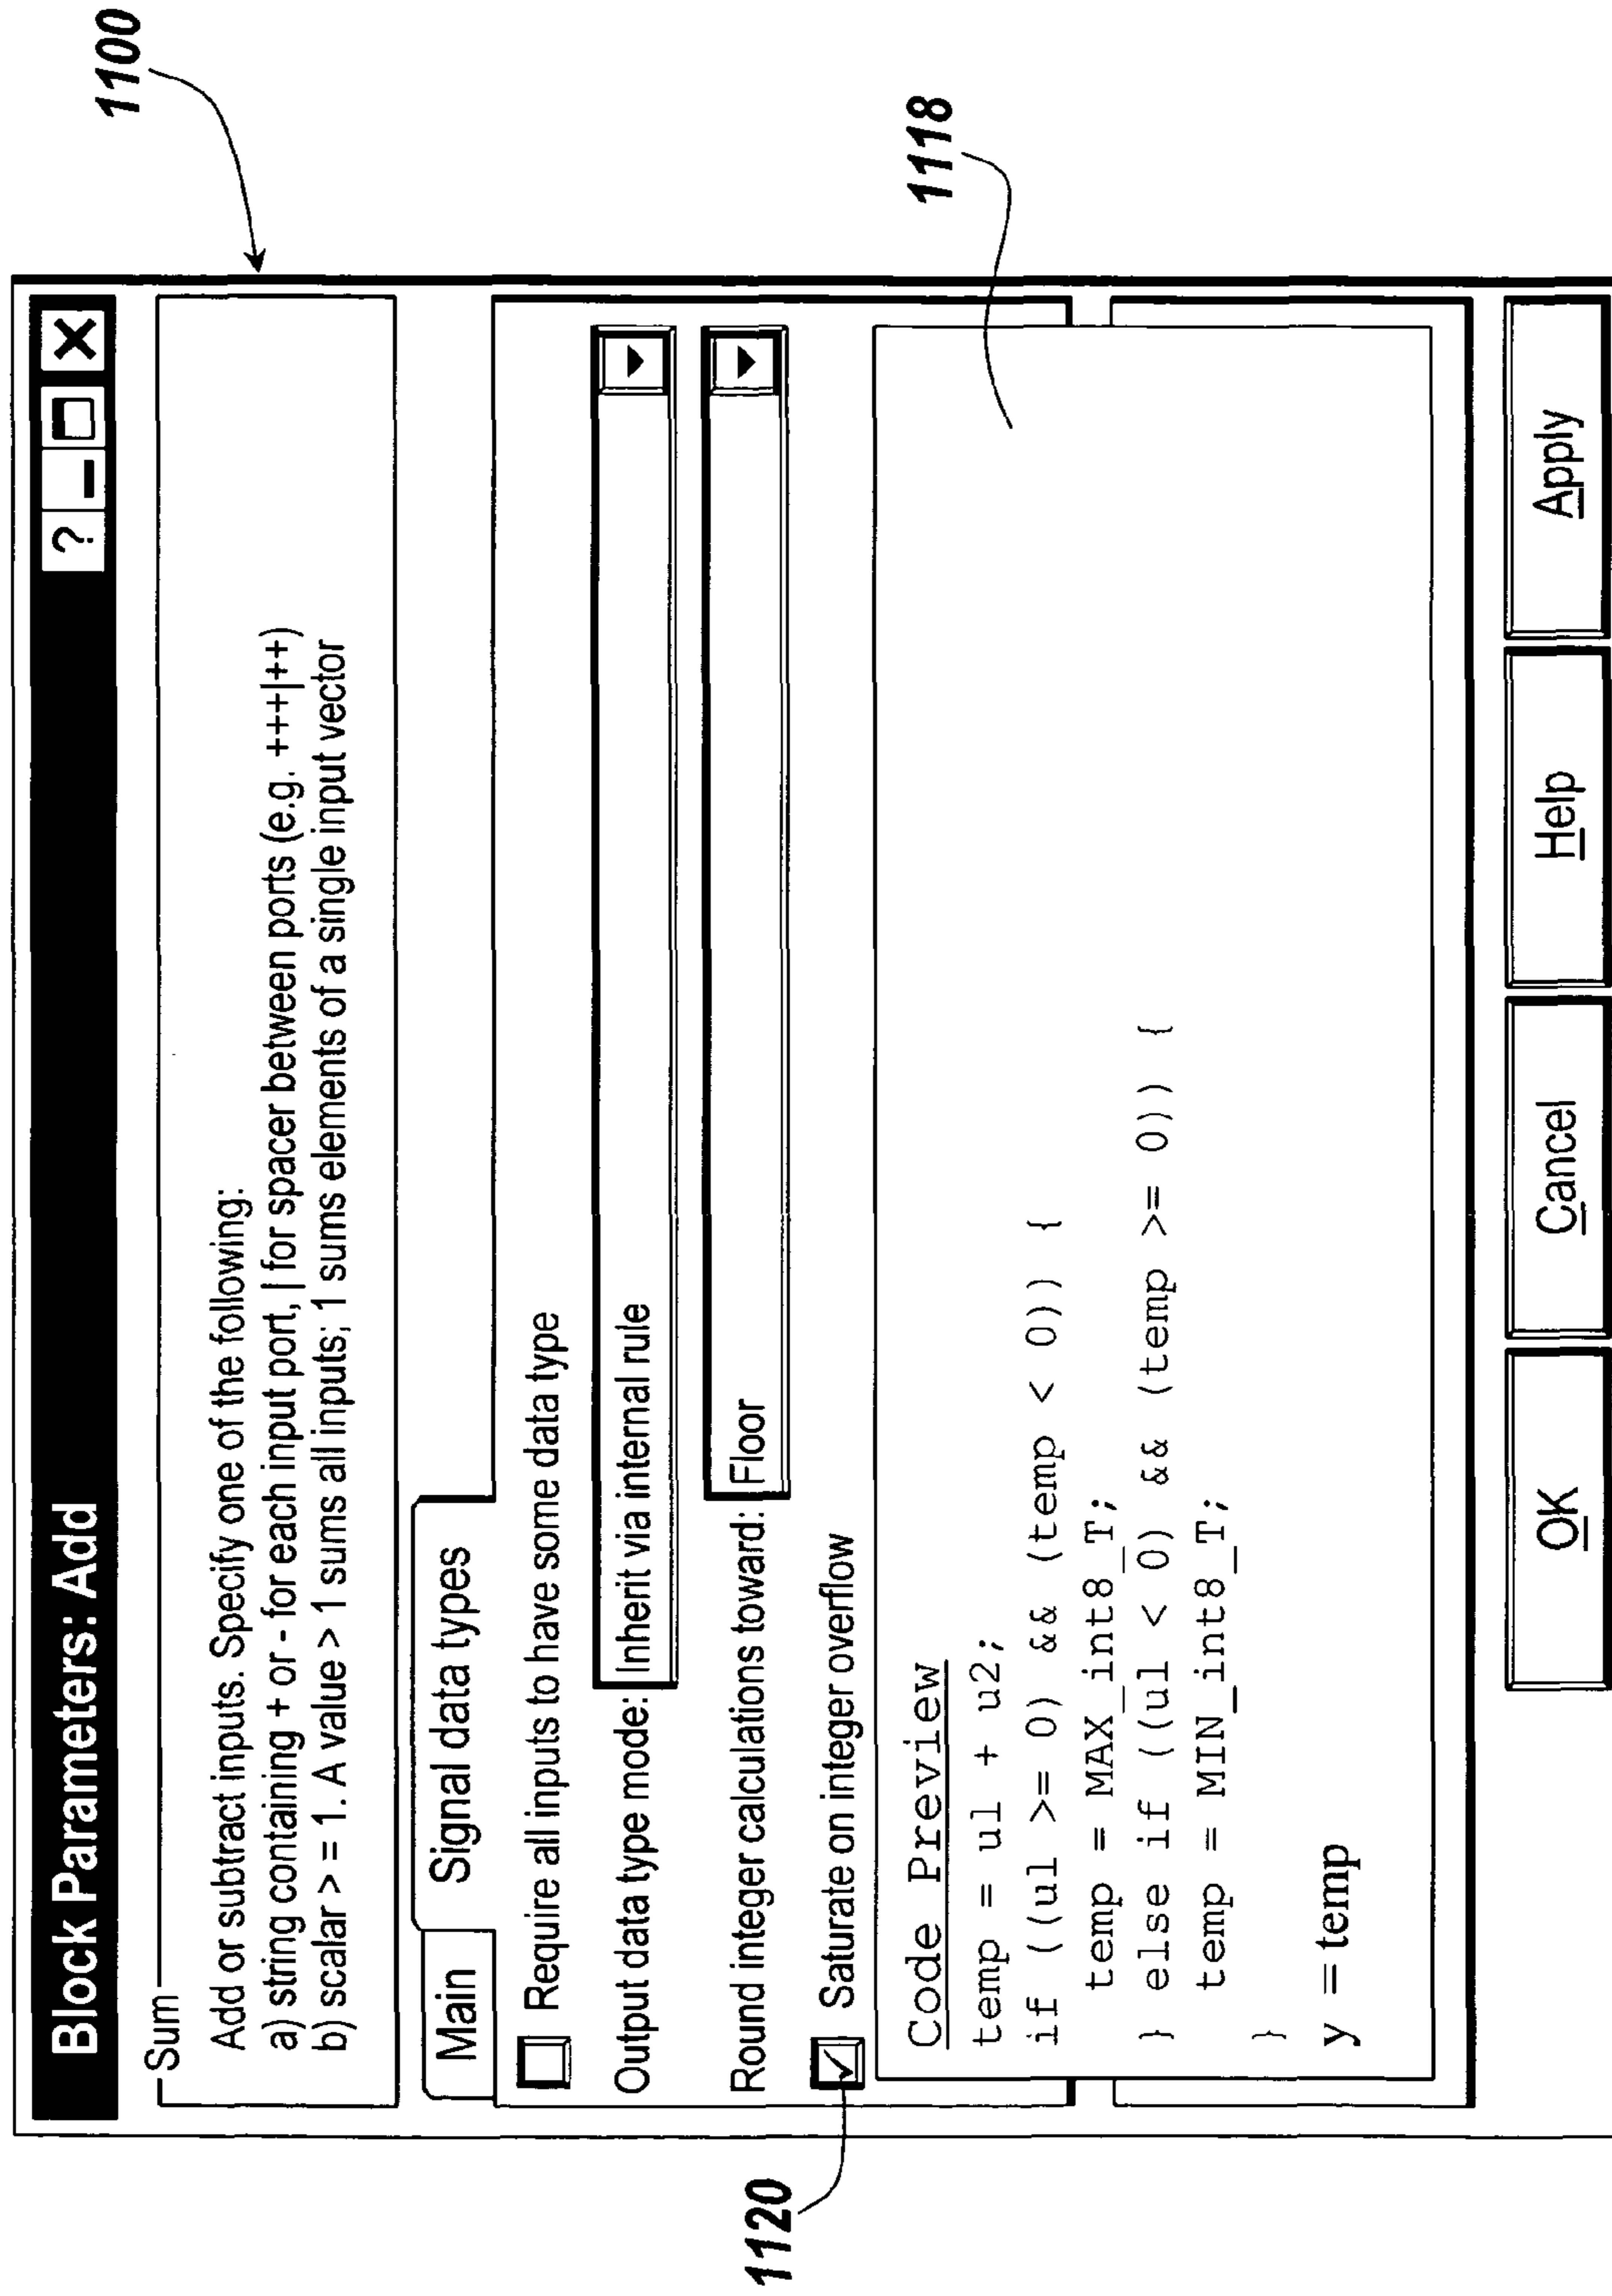 1100
Block Parameters: Add
? _ X
Sum
Add or subtract inputs. Specify one of the following:
a) string containing + or - for each input port, | for spacer between ports (e.g. +++|++)
b) scalar > = 1. A value > 1 sums all inputs; 1 sums elements of a single input vector
Main Signal data types
Require all inputs to have some data type
Output data type mode: Inherit via internal rule
Round integer calculations toward: Floor
1120
Saturate on integer overflow
1118
Code Preview
temp = ul + u2;
if ((ul >= 0) && (temp < 0)) {
temp = MAX_int8_T;
} else if ((ul < 0) && (temp >= 0)) {
temp = MIN_int8_T;
}
y = temp
OK Cancel Help Apply